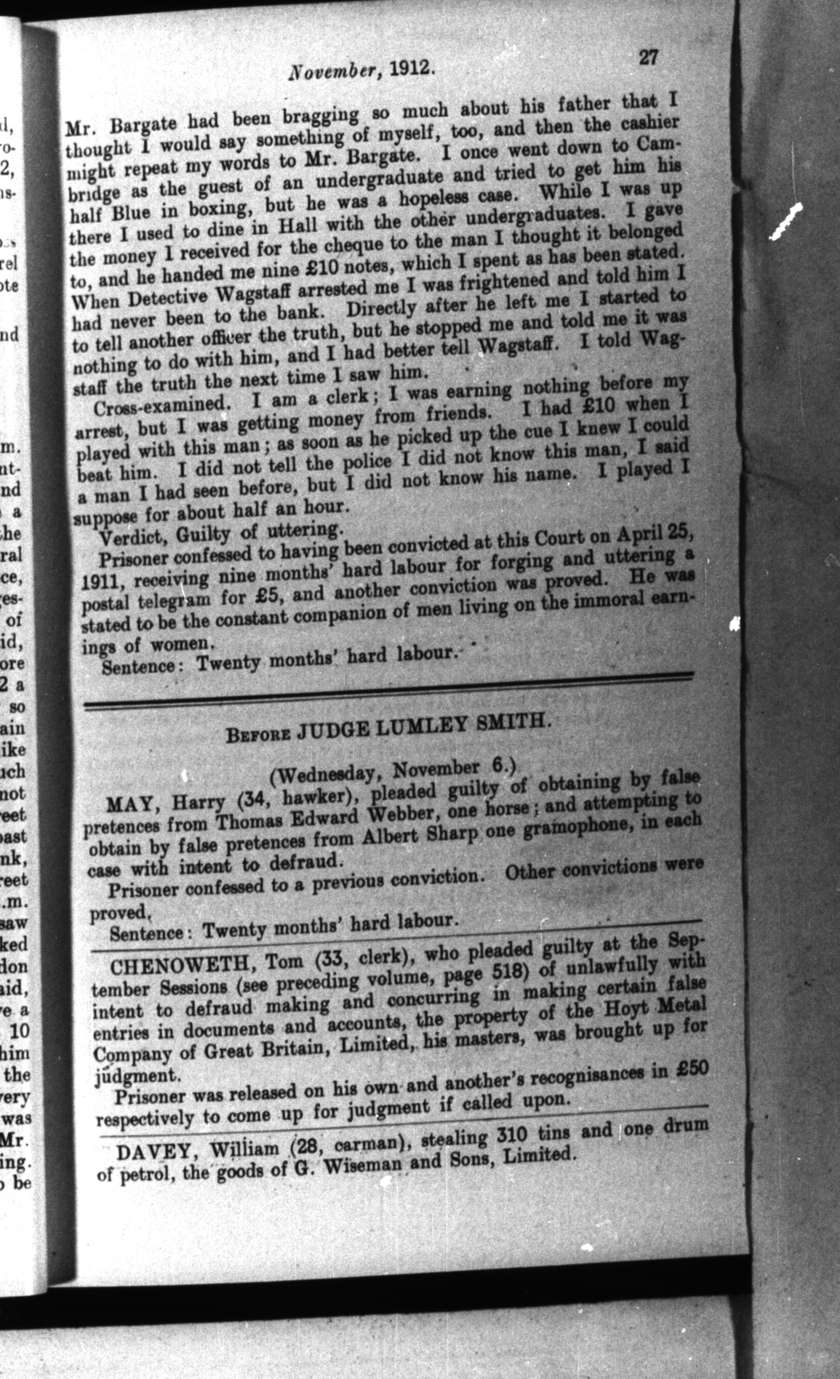 November, 1912.
27
Mr. Bargate had been bragging so much about his father that I
thought I would say something of myself, too, and then the cashier
might repeat my words to Mr. Bargate. I once went down to Cam-
bridge as the guest of an undergraduate and tried to get him his
half Blue in boxing, but he was a hopeless case. While I was up
there I used to dine in Hall with the other undergraduates. I gave
the money I received for the cheque to the man I thought it belonged
to, and he handed me nine £10 notes, which I spent as has been stated.
When Detective Wagstaff arrested me I was frightened and told him I
had never been to the bank. Directly after he left me I started to
to tell another officer the truth, but he stopped me and told me it was
nothing to do with him, and I had better tell Wagstaff. I told Wag-
staff the truth the next time I saw him.
Cross-examined. I am a clerk; I was earning nothing before my
arrest, but I was getting money from friends. I had £10 when I
played with this man; as soon as he picked up the cue I knew I could
beat him. I did not tell the police I did not know this man, I said
a man I had seen before, but I did not know his name. I played I
suppose for about half an hour.
Verdict, Guilty of uttering.
Prisoner confessed to having been convicted at this Court on April 25,
1911, receiving nine months' hard labour for forging and uttering a
postal telegram for £5, and another conviction was proved. He was
stated to be the constant companion of men living on the immoral earn-
ings of women.
Sentence: Twenty months' hard labour.
BEFORE JUDGE LUMLEY SMITH.
(Wednesday, November 6.)
MAY, Harry (34, hawker), pleaded guilty of obtaining by false
pretences from Thomas Edward Webber, one horse; and attempting to
obtain by false pretences from Albert Sharp one gramophone, in each
case with intent to defraud.
Prisoner confessed to a previous conviction. Other convictions were
proved.
Sentence: Twenty months' hard labour.
CHENOWETH, Tom (33, clerk), who pleaded guilty at the Sep-
tember Sessions (see preceding volume, page 518) of unlawfully with
intent to defraud making and concurring in making certain false
entries in documents and accounts, the property of the Hoyt Metal
Company of Great Britain, Limited, his masters, was brought up for
judgment.
Prisoner was released on his own and another's recognisances in £50
respectively to come up for judgment if called upon.
DAVEY, William (28, carman), stealing 310 tins and one drum
of petrol, the goods of G. Wiseman and Sons, Limited.